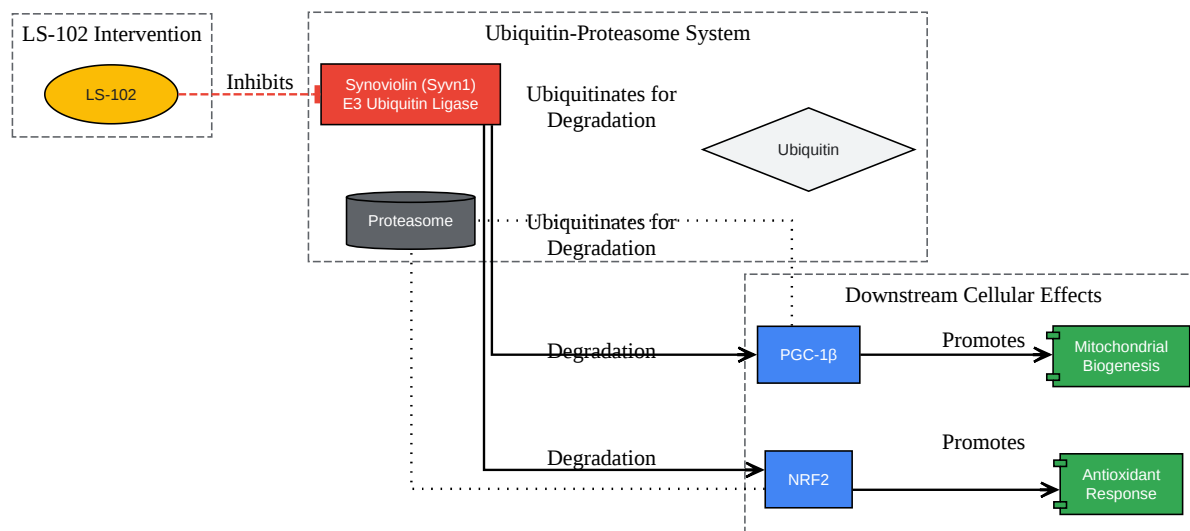 LS-102 Intervention
LS-102
Inhibits
Ubiquitin-Proteasome System
Synoviolin (Syvn1)
E3 Ubiquitin Ligase
Ubiquitinates for
Degradation
Ubiquitin
Proteasome
Ubiquitinates for
Degradation
Downstream Cellular Effects
Degradation
PGC-1β
Promotes
Mitochondrial
Biogenesis
Degradation
NRF2
Promotes
Antioxidant
Response